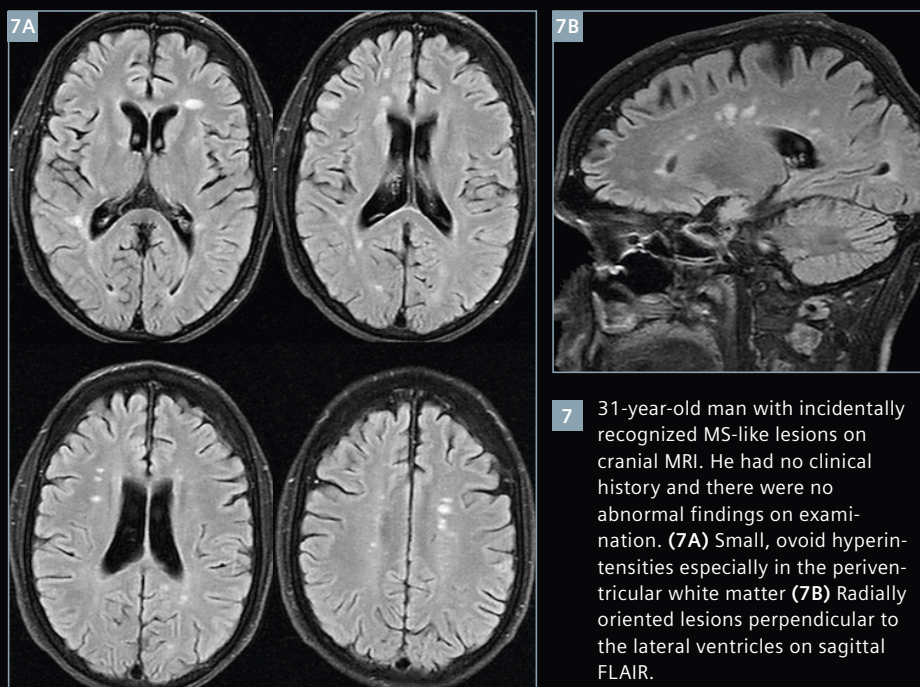 7A
7B
7
31-year-old man with incidentally
recognized MS-like lesions on
cranial MRI. He had no clinical
history and there were no
abnormal findings on exami-
nation. (7A) Small, ovoid hyperin-
tensities especially in the periven-
tricular white matter (7B) Radially
oriented lesions perpendicular to
the lateral ventricles on sagittal
FLAIR.